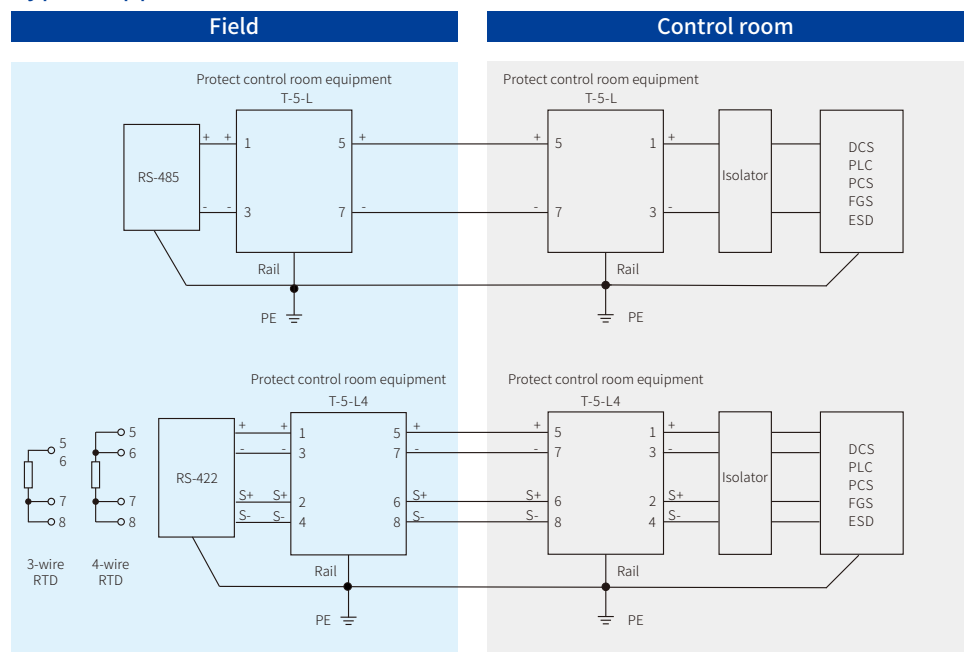 Field
Control room
Protect control room equipment
T-5-L
Protect control room equipment
T-5-L
RS-485
+ + 1 5 +
- - 3 7 -
+ 5 1 +
- 7 3 -
Isolator
DCS
PLC
PCS
FGS
ESD
Rail
PE
Rail
PE
Protect control room equipment
T-5-L4
Protect control room equipment
T-5-L4
5
6
7
8
3-wire
RTD
5
6
7
8
4-wire
RTD
RS-422
+ + 1 5 +
- - 3 7 -
S+ S+ 2 6 S+
S- S- 4 8 S-
+ 5 1 +
- 7 3 -
S+ 6 2 S+
S- 8 4 S-
Isolator
DCS
PLC
PCS
FGS
ESD
Rail
PE
Rail
PE